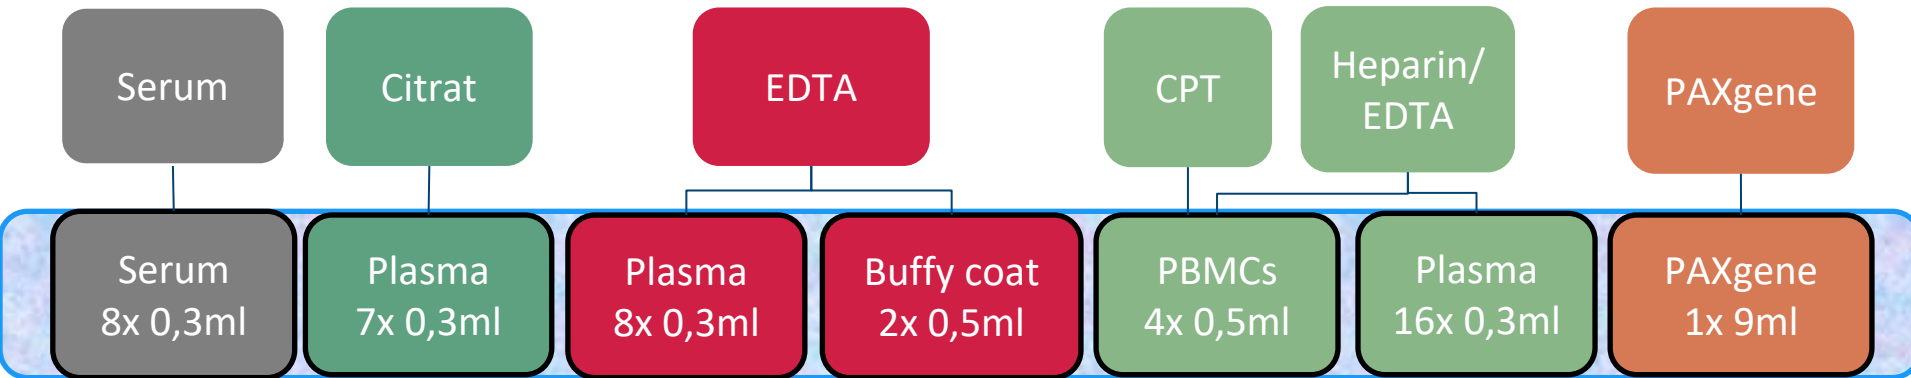 Serum
Citrat
EDTA
CPT
Heparin/
EDTA
PAXgene
Serum
8x 0,3ml
Plasma
7x 0,3ml
Plasma
8x 0,3ml
Buffy coat
2x 0,5ml
PBMCs
4x 0,5ml
Plasma
16x 0,3ml
PAXgene
1x 9ml